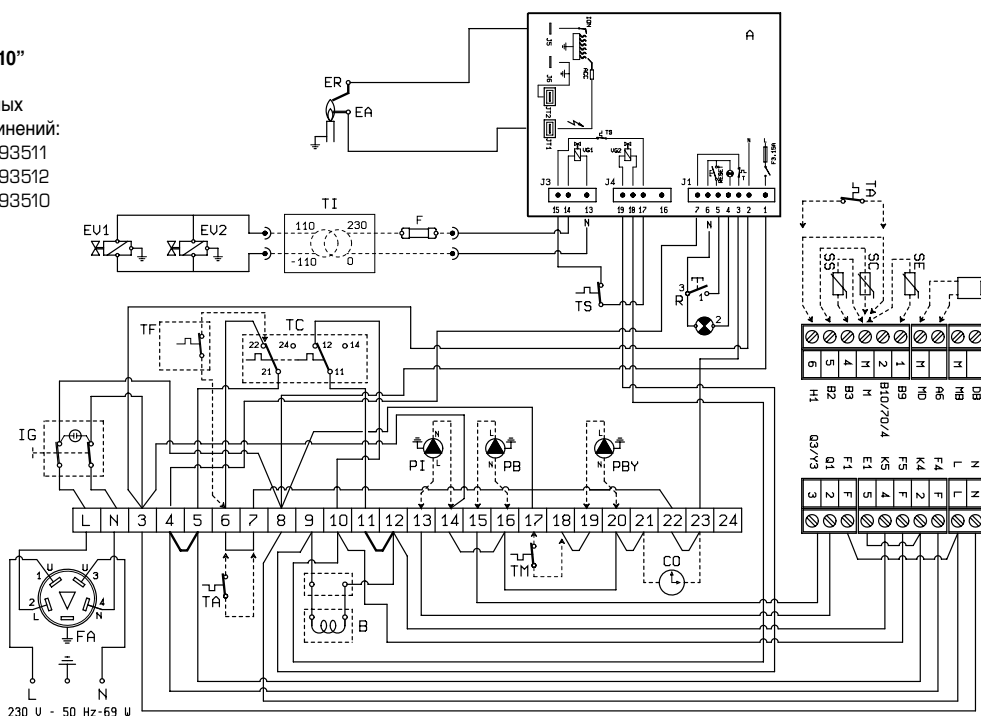 10”
ых
инений:
93511
93512
93510
A
ION
J5
J6
ACC
JT2
JT1
TS
VG1
VG2
RESET
T
N
F3.15A
J3
J4
J1
15 14 13
N
19 18 17 16
7 6 5 4 3 2 1
N
ER
EA
TI
110 230
-110 0
F
EV1
EV2
TS
3
R
1
2
TA
SS
SC
SE
TF
TC
22 24 12 14
21 11
IG
PI
N
L
PB
L
N
PBY
L
N
6 5 4 M 2 1 M M
H1 B2 B3 M B10/70/4 B9 MD A6 MB DB
Q3/Y3 Q1 F1 E1 K5 F5 K4 F4 L N
3 2 F 5 4 F 2 F L N
L N 3 4 5 6 7 8 9 10 11 12 13 14 15 16 17 18 19 20 21 22 23 24
TA
B
TM
CO
U U
1 3
2 4
L N
FA
L N
230 V - 50 Hz-69 W